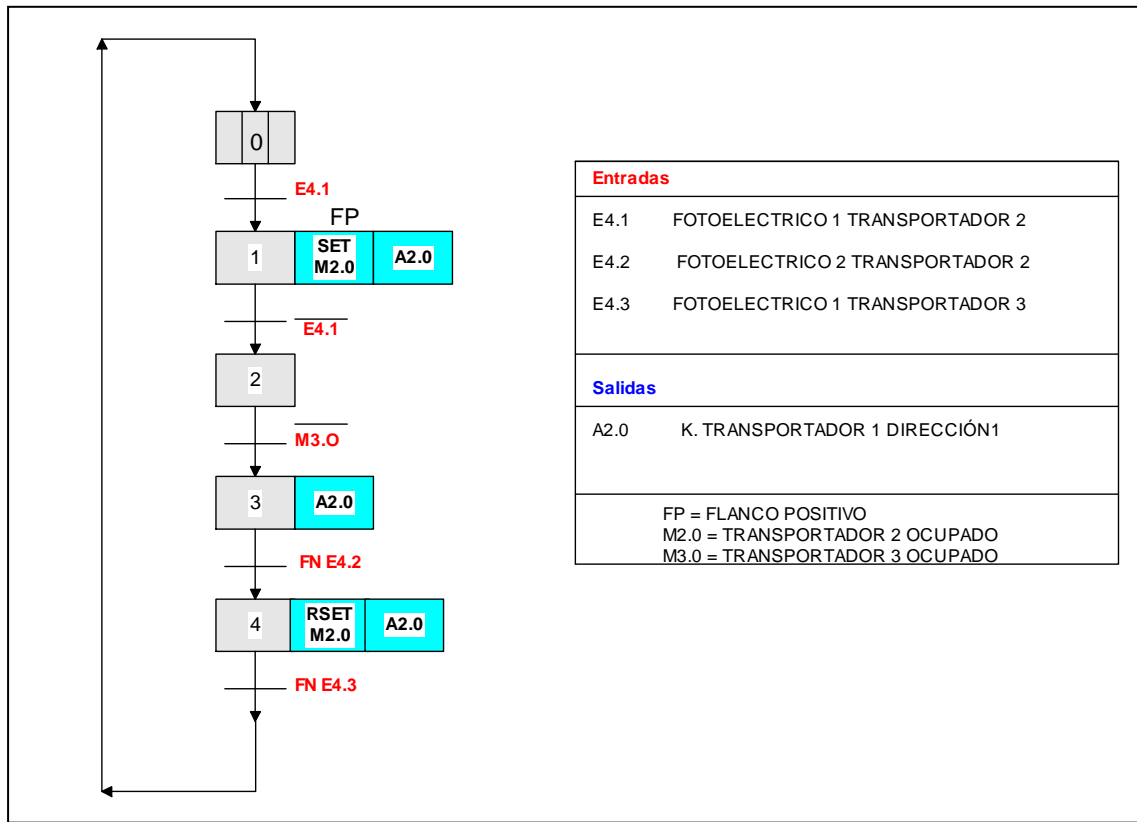 0
E4.1
FP
1
SET
M2.0
A2.0
E4.1
2
M3.O
3
A2.0
FN E4.2
4
RSET
M2.0
A2.0
FN E4.3
Entradas
E4.1 FOTOELECTRICO 1 TRANSPORTADOR 2
E4.2 FOTOELECTRICO 2 TRANSPORTADOR 2
E4.3 FOTOELECTRICO 1 TRANSPORTADOR 3
Salidas
A2.0 K. TRANSPORTADOR 1 DIRECCIÓN1
FP = FLANCO POSITIVO
M2.0 = TRANSPORTADOR 2 OCUPADO
M3.0 = TRANSPORTADOR 3 OCUPADO